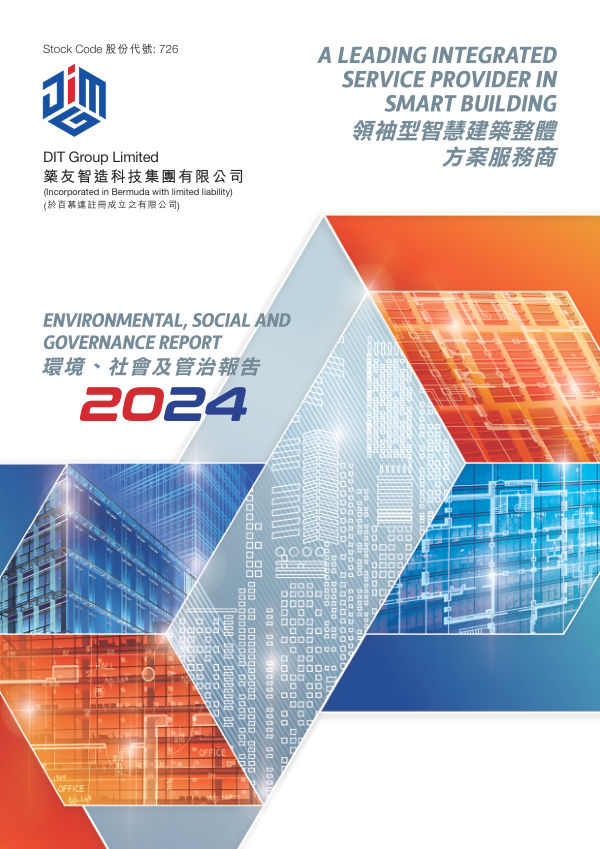 Stock Code 股份代號: 726
DIT Group Limited
築友智造科技集團有限公司
(Incorporated in Bermuda with limited liability)
(於百慕達註冊成立之有限公司)
A LEADING INTEGRATED
SERVICE PROVIDER IN
SMART BUILDING
領袖型智慧建築整體
方案服務商
ENVIRONMENTAL, SOCIAL AND
GOVERNANCE REPORT
環境、社會及管治報告
2024
HALL
OFFICE
OFFICE